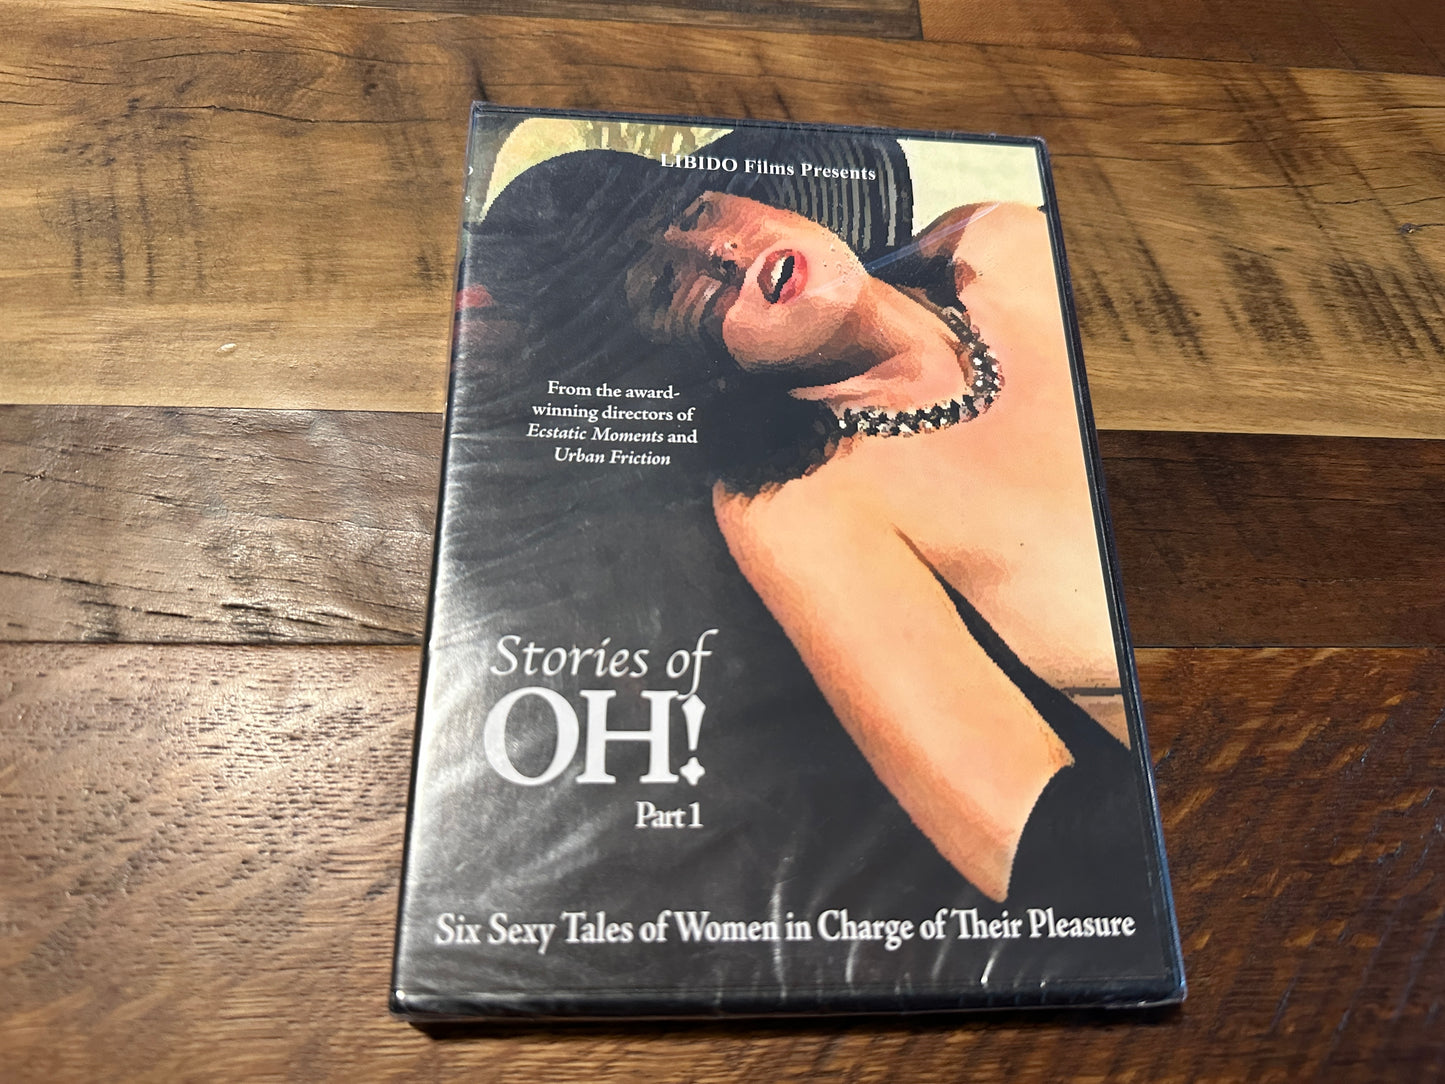 LIBIDO Films Presents
From the award-
winning directors of
Ecstatic Moments and
Urban Friction
Stories of
OH!
Part 1
Six Sexy Tales of Women in Charge of Their Pleasure